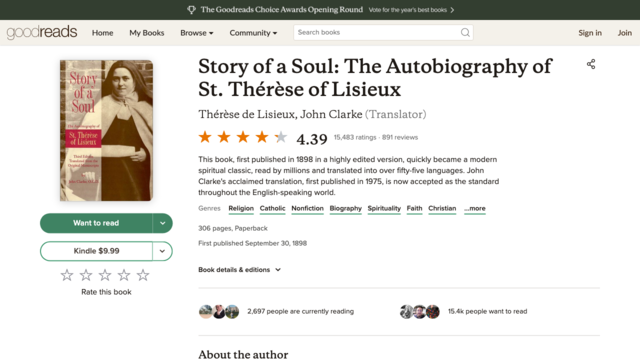 The Goodreads Choice Awards Opening Round Vote for the year's best books
goodreads Home My Books Browse Community Search books Sign in Join
Story of a Soul
St. Thérèse of Lisieux
Story of a Soul: The Autobiography of
St. Thérèse of Lisieux
Thérèse de Lisieux, John Clarke (Translator)
4.39 15,483 ratings · 891 reviews
This book, first published in 1898 in a highly edited version, quickly became a modern
spiritual classic, read by millions and translated into over fifty-five languages. John
Clarke's acclaimed translation, first published in 1975, is now accepted as the standard
throughout the English-speaking world.
Want to read
Kindle $9.99
Rate this book
Genres Religion Catholic Nonfiction Biography Spirituality Faith Christian ...more
306 pages, Paperback
First published September 30, 1898
Book details & editions
2,697 people are currently reading
15.4k people want to read
About the author